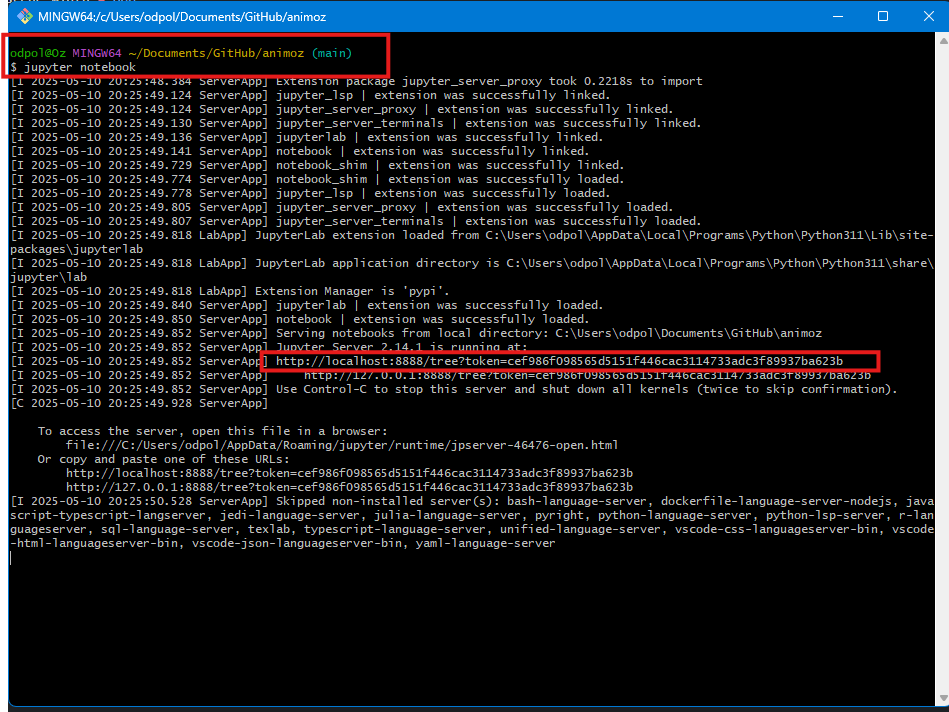 MINGW64:/c/Users/odpol/Documents/GitHub/animoz
odpol@Oz MINGW64 ~/Documents/GitHub/animoz (main)
$ jupyter notebook
[I 2025-05-10 20:25:48.384 ServerApp] Extension package jupyter_server_proxy took 0.2218s to import
[I 2025-05-10 20:25:49.124 ServerApp] jupyter_lsp | extension was successfully linked.
[I 2025-05-10 20:25:49.124 ServerApp] jupyter_server_proxy | extension was successfully linked.
[I 2025-05-10 20:25:49.130 ServerApp] jupyter_server_terminals | extension was successfully linked.
[I 2025-05-10 20:25:49.136 ServerApp] jupyterlab | extension was successfully linked.
[I 2025-05-10 20:25:49.141 ServerApp] notebook | extension was successfully linked.
[I 2025-05-10 20:25:49.729 ServerApp] notebook_shim | extension was successfully linked.
[I 2025-05-10 20:25:49.774 ServerApp] notebook_shim | extension was successfully loaded.
[I 2025-05-10 20:25:49.778 ServerApp] jupyter_lsp | extension was successfully loaded.
[I 2025-05-10 20:25:49.805 ServerApp] jupyter_server_proxy | extension was successfully loaded.
[I 2025-05-10 20:25:49.807 ServerApp] jupyter_server_terminals | extension was successfully loaded.
[I 2025-05-10 20:25:49.818 LabApp] JupyterLab extension loaded from C:\Users\odpol\AppData\Local\Programs\Python\Python311\Lib\site-
packages\jupyterlab
[I 2025-05-10 20:25:49.818 LabApp] JupyterLab application directory is C:\Users\odpol\AppData\Local\Programs\Python\Python311\share\
jupyter\lab
[I 2025-05-10 20:25:49.818 LabApp] Extension Manager is 'pypi'.
[I 2025-05-10 20:25:49.840 ServerApp] jupyterlab | extension was successfully loaded.
[I 2025-05-10 20:25:49.850 ServerApp] notebook | extension was successfully loaded.
[I 2025-05-10 20:25:49.852 ServerApp] Serving notebooks from local directory: C:\Users\odpol\Documents\GitHub\animoz
[I 2025-05-10 20:25:49.852 ServerApp] Jupyter Server 2.14.1 is running at:
[I 2025-05-10 20:25:49.852 ServerApp] http://localhost:8888/tree?token=cef986f098565d5151f446cac3114733adc3f89937ba623b
[I 2025-05-10 20:25:49.852 ServerApp]     http://127.0.0.1:8888/tree?token=cef986f098565d5151f446cac3114733adc3f89937ba623b
[I 2025-05-10 20:25:49.852 ServerApp] Use Control-C to stop this server and shut down all kernels (twice to skip confirmation).
[C 2025-05-10 20:25:49.928 ServerApp]
To access the server, open this file in a browser:
file:///C:/Users/odpol/AppData/Roaming/jupyter/runtime/jpserver-46476-open.html
Or copy and paste one of these URLs:
http://localhost:8888/tree?token=cef986f098565d5151f446cac3114733adc3f89937ba623b
http://127.0.0.1:8888/tree?token=cef986f098565d5151f446cac3114733adc3f89937ba623b
[I 2025-05-10 20:25:50.528 ServerApp] Skipped non-installed server(s): bash-language-server, dockerfile-language-server-nodejs, java
script-typescript-langserver, jedi-language-server, julia-language-server, pyright, python-language-server, python-lsp-server, r-lan
guageserver, sql-language-server, texlab, typescript-language-server, unified-language-server, vscode-css-languageserver-bin, vscode
-html-languageserver-bin, vscode-json-languageserver-bin, yaml-language-server